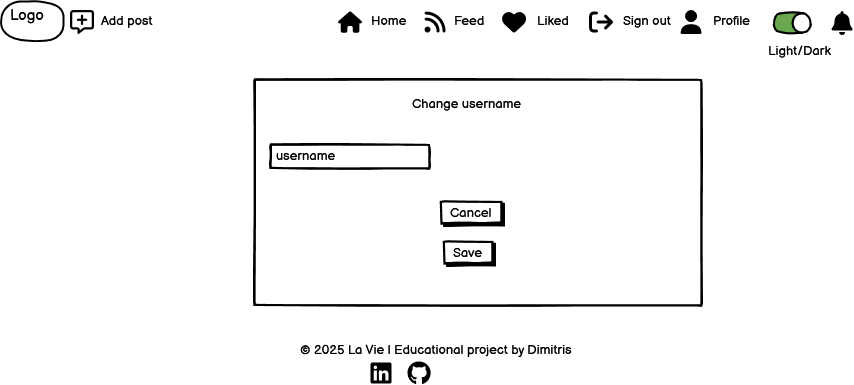 Logo
Add post
Home
Feed
Liked
Sign out
Profile
Light/Dark
Change username
username
Cancel
Save
© 2025 La Vie | Educational project by Dimitris
in